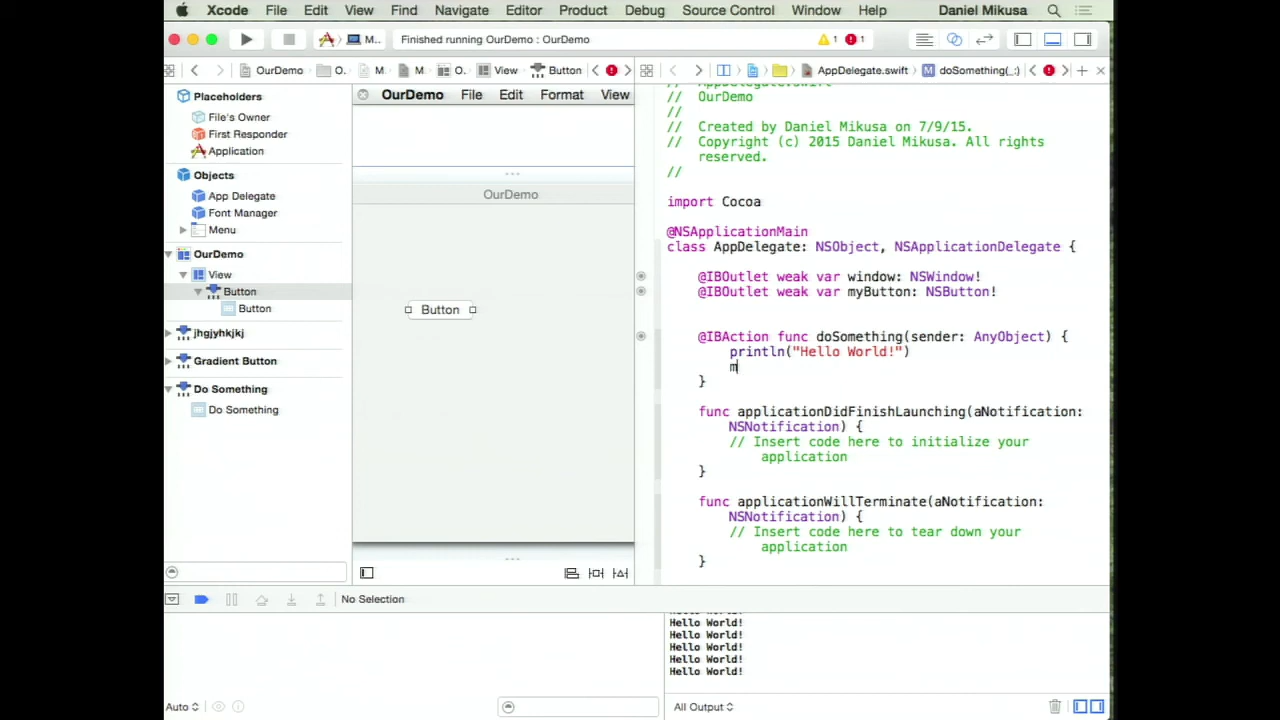 Xcode File Edit View Find Navigate Editor Product Debug Source Control Window Help Daniel Mikusa
M.. Finished running OurDemo : OurDemo 1 1
OurDemo O. M M O. View Button AppDelegate.swift doSomething(_:)
Placeholders
File's Owner
First Responder
Application
Objects
App Delegate
Font Manager
Menu
OurDemo
View
Button
Button
jhgjyhkjkj
Gradient Button
Do Something
Do Something
OurDemo File Edit Format View
OurDemo
Button
// AppDelegate.swift
// OurDemo
//
// Created by Daniel Mikusa on 7/9/15.
// Copyright (c) 2015 Daniel Mikusa. All rights
reserved.
//
import Cocoa
@NSApplicationMain
class AppDelegate: NSObject, NSApplicationDelegate {
@IBOutlet weak var window: NSWindow!
@IBOutlet weak var myButton: NSButton!
@IBAction func doSomething(sender: AnyObject) {
println("Hello World!")
m
}
func applicationDidFinishLaunching(aNotification:
NSNotification) {
// Insert code here to initialize your
application
}
func applicationWillTerminate(aNotification:
NSNotification) {
// Insert code here to tear down your
application
}
No Selection
Hello World!
Hello World!
Hello World!
Hello World!
Hello World!
Hello World!
Auto
All Output